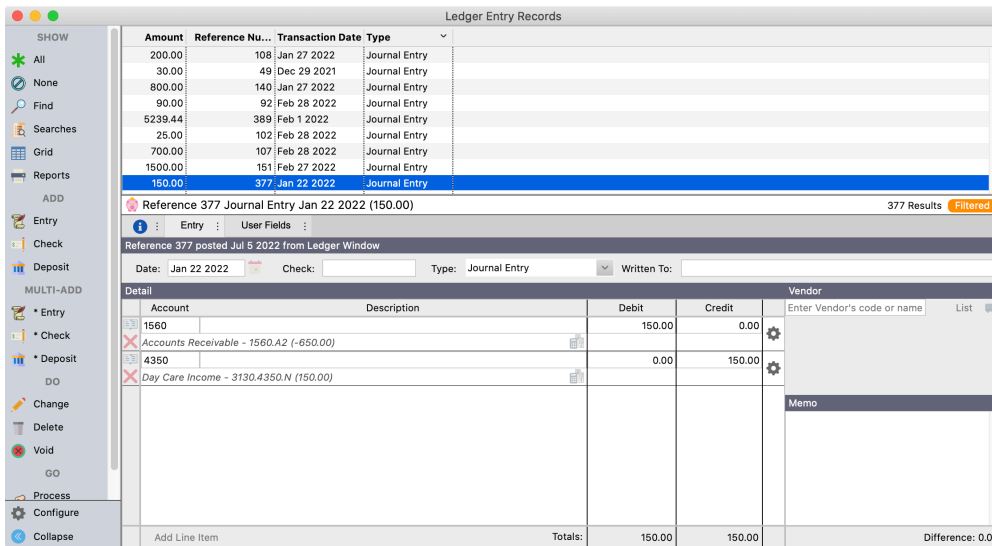 Ledger Entry Records
SHOW
All
None
Find
Searches
Grid
Reports
ADD
Entry
Check
Deposit
MULTI-ADD
* Entry
* Check
* Deposit
DO
Change
Delete
Void
GO
Process
Configure
Collapse
Amount Reference Nu... Transaction Date Type
200.00 108 Jan 27 2022 Journal Entry
30.00 49 Dec 29 2021 Journal Entry
800.00 140 Jan 27 2022 Journal Entry
90.00 92 Feb 28 2022 Journal Entry
5239.44 389 Feb 1 2022 Journal Entry
25.00 102 Feb 28 2022 Journal Entry
700.00 107 Feb 28 2022 Journal Entry
1500.00 151 Feb 27 2022 Journal Entry
150.00 377 Jan 22 2022 Journal Entry
Reference 377 Journal Entry Jan 22 2022 (150.00) 377 Results Filtered
Entry User Fields
Reference 377 posted Jul 5 2022 from Ledger Window
Date: Jan 22 2022 Check: Type: Journal Entry Written To:
Detail Vendor
Account Description Debit Credit Enter Vendor's code or name List
1560 150.00 0.00
Accounts Receivable - 1560.A2 (-650.00)
4350 0.00 150.00
Day Care Income - 3130.4350.N (150.00)
Memo
Add Line Item Totals: 150.00 150.00 Difference: 0.0